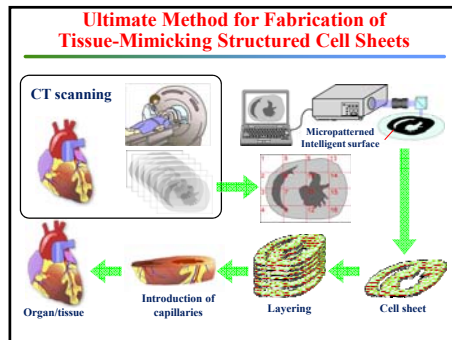 Ultimate Method for Fabrication of
Tissue-Mimicking Structured Cell Sheets
CT scanning
Micropatterned
Intelligent surface
Organ/tissue
Introduction of
capillaries
Layering
Cell sheet